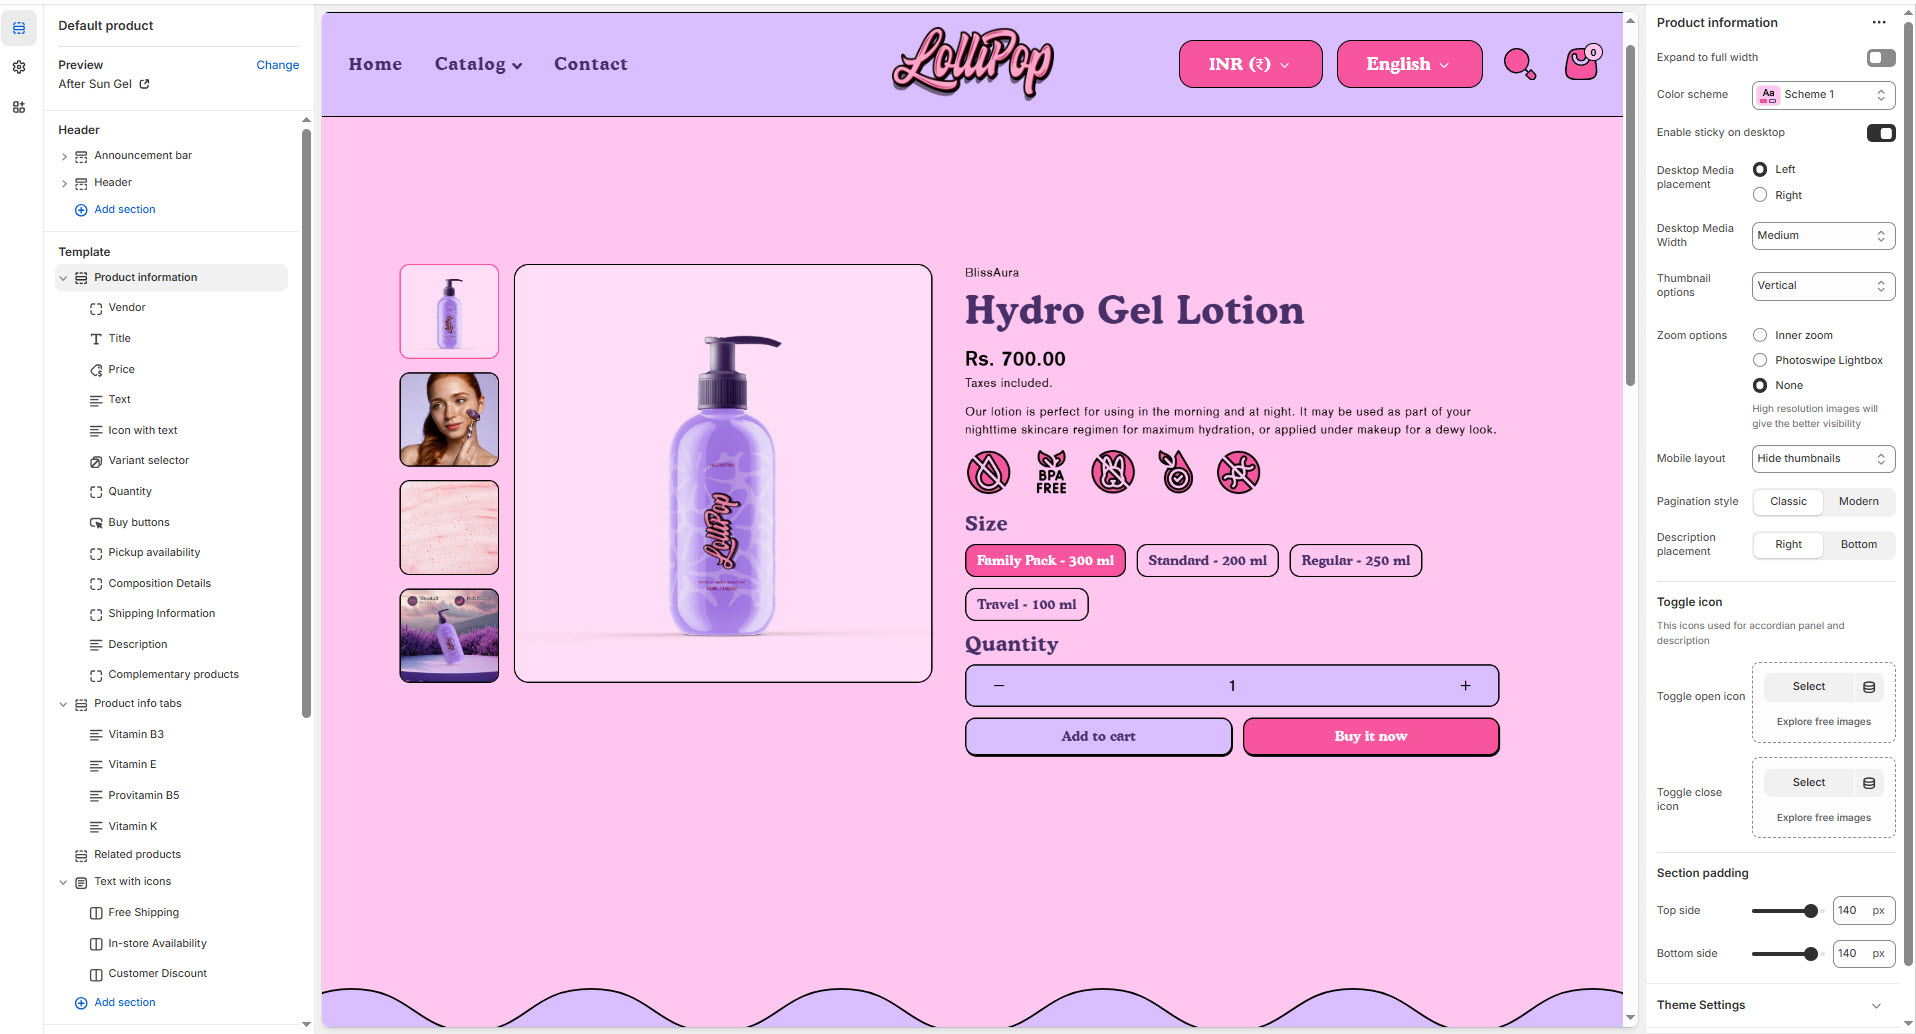 Default product
Preview
Change
After Sun Gel
Header
Announcement bar
Header
Add section
Template
Product information
Vendor
Title
Price
Text
Icon with text
Variant selector
Quantity
Buy buttons
Pickup availability
Composition Details
Shipping Information
Description
Complementary products
Product info tabs
Vitamin B3
Vitamin E
Provitamin B5
Vitamin K
Related products
Text with icons
Free Shipping
In-store Availability
Customer Discount
Add section
Home
Catalog
Contact
LolliPop
INR (₹)
English
0
BlissAura
Hydro Gel Lotion
Rs. 700.00
Taxes included.
Our lotion is perfect for using in the morning and at night. It may be used as part of your
nighttime skincare regimen for maximum hydration, or applied under makeup for a dewy look.
BPA
FREE
Size
Family Pack - 300 ml
Standard - 200 ml
Regular - 250 ml
Travel - 100 ml
Quantity
1
Add to cart
Buy it now
LolliPop
Product information
Expand to full width
Color scheme
Aa
Scheme 1
Enable sticky on desktop
Desktop Media
placement
Left
Right
Desktop Media
Width
Medium
Thumbnail
options
Vertical
Zoom options
Inner zoom
Photoswipe Lightbox
None
High resolution images will
give the better visibility
Mobile layout
Hide thumbnails
Pagination style
Classic
Modern
Description
placement
Right
Bottom
Toggle icon
This icons used for accordian panel and
description
Toggle open icon
Select
Explore free images
Toggle close
icon
Select
Explore free images
Section padding
Top side
140
px
Bottom side
140
px
Theme Settings